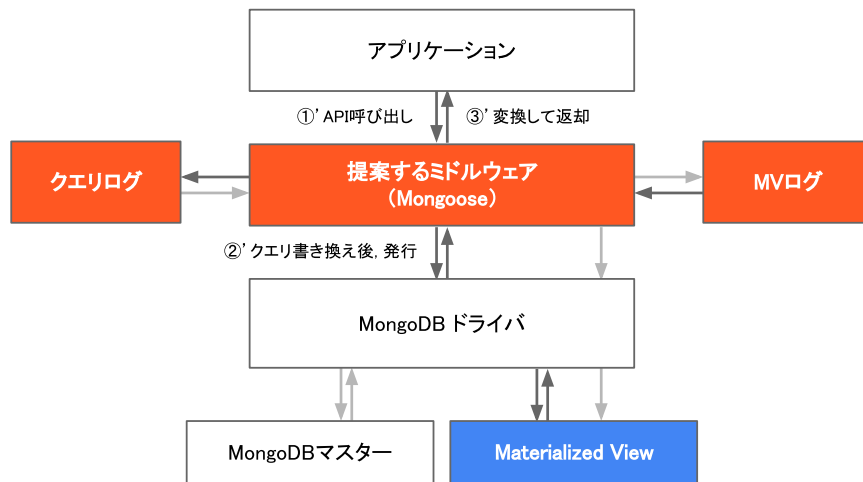 アプリケーション
①’API呼び出し
③’変換して返却
クエリログ
提案するミドルウェア
（Mongoose）
MVログ
②’クエリ書き換え後, 発行
MongoDB ドライバ
MongoDBマスター
Materialized View